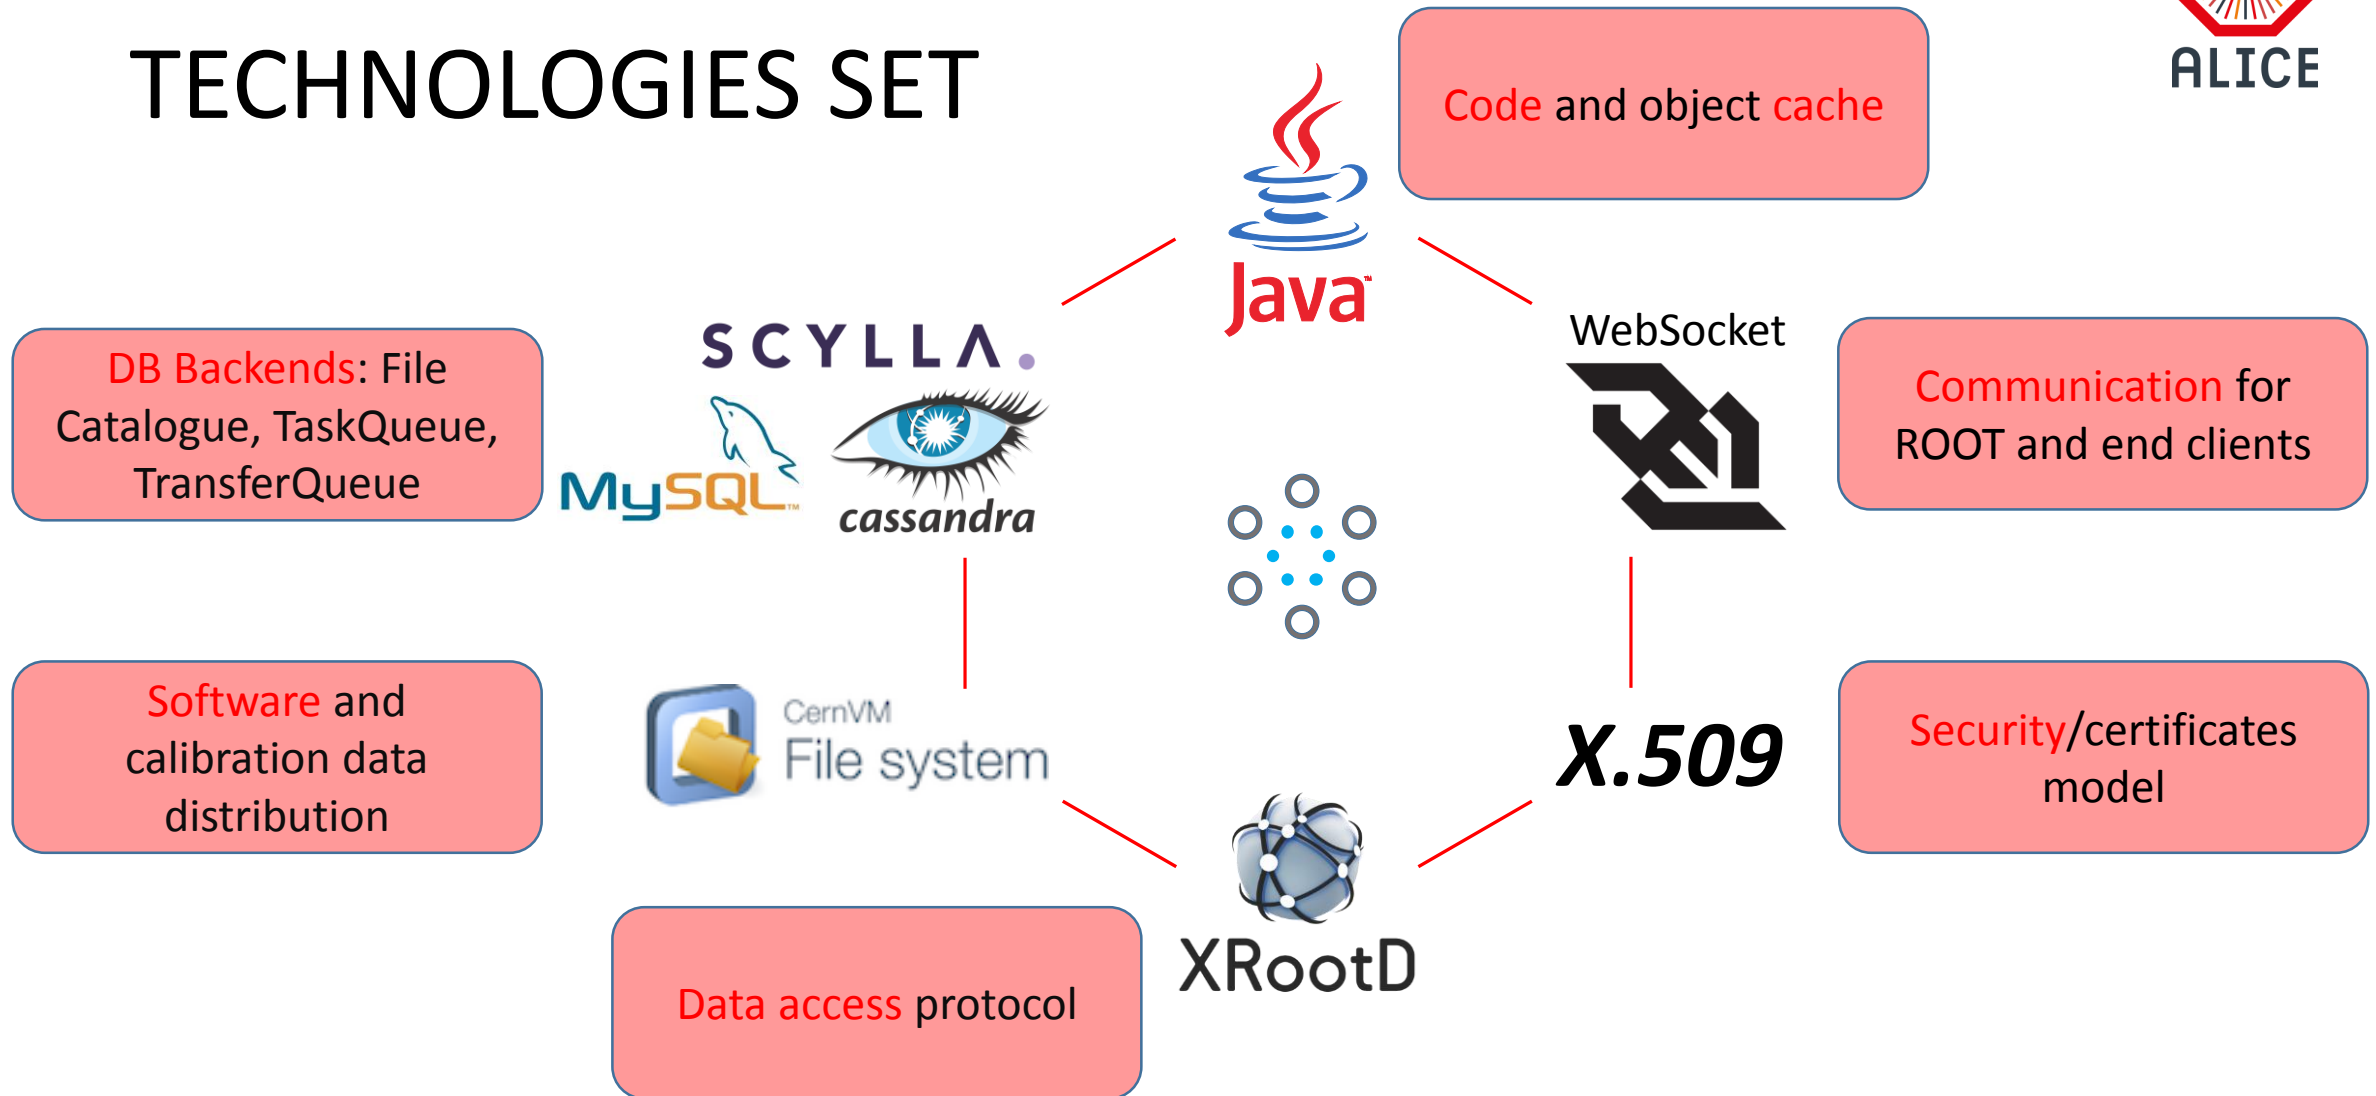 TECHNOLOGIES SET
Code and object cache
ALICE
Java™
SCYLLA.
MySQL™
cassandra
WebSocket
DB Backends: File
Catalogue, TaskQueue,
TransferQueue
Communication for
ROOT and end clients
Software and
calibration data
distribution
CernVM
File system
X.509
Security/certificates
model
XRootD
Data access protocol